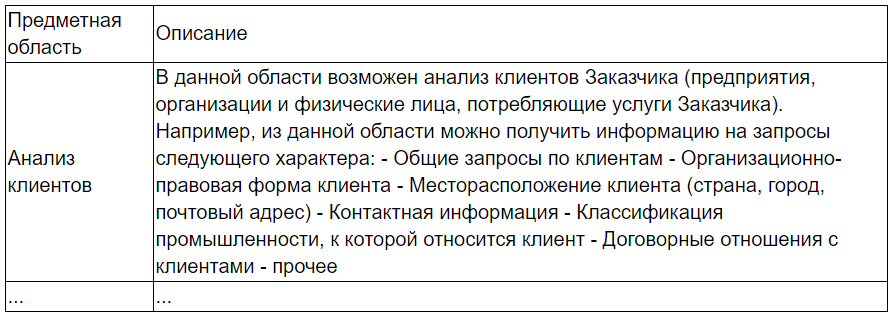 Предметная
область
Описание
Анализ
клиентов
В данной области возможен анализ клиентов Заказчика (предприятия,
организации и физические лица, потребляющие услуги Заказчика).
Например, из данной области можно получить информацию на запросы
следующего характера: - Общие запросы по клиентам - Организационно-
правовая форма клиента - Месторасположение клиента (страна, город,
почтовый адрес) - Контактная информация - Классификация
промышленности, к которой относится клиент - Договорные отношения с
клиентами - прочее
...
...